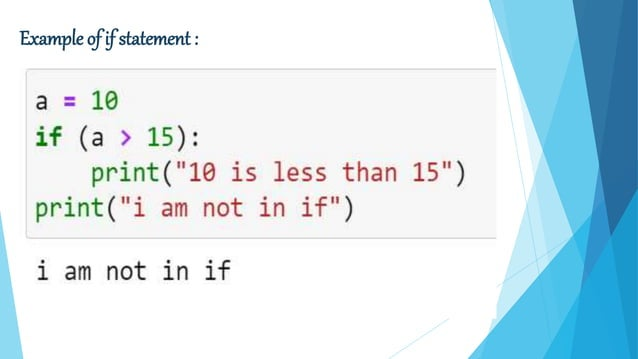 Example of if statement :
a = 10
if (a > 15):
    print("10 is less than 15")
print("i am not in if")
i am not in if